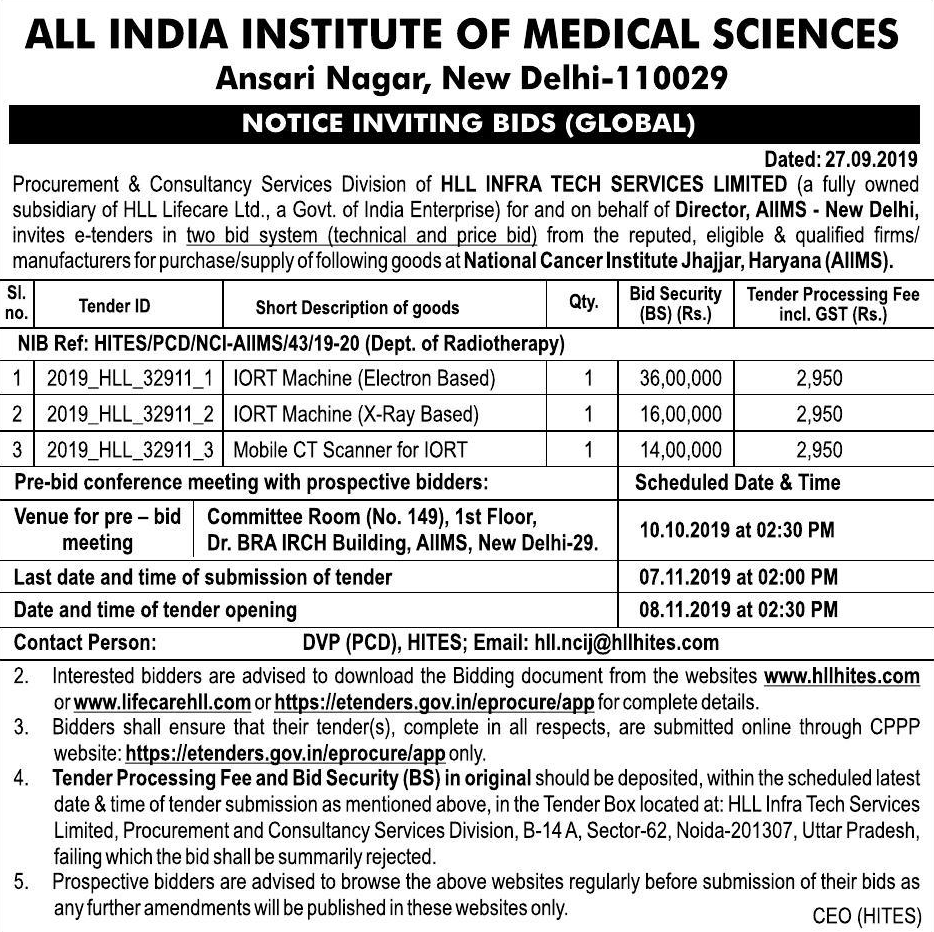 ALL INDIA INSTITUTE OF MEDICAL SCIENCES
Ansari Nagar, New Delhi-110029
NOTICE INVITING BIDS (GLOBAL)
Dated: 27.09.2019
Procurement & Consultancy Services Division of HLL INFRA TECH SERVICES LIMITED (a fully owned
subsidiary of HLL Lifecare Ltd., a Govt. of India Enterprise) for and on behalf of Director, AIIMS - New Delhi,
invites e-tenders in two bid system (technical and price bid) from the reputed, eligible & qualified firms/
manufacturers for purchase/supply of following goods at National Cancer Institute Jhajjar, Haryana (AIIMS).
Sl. no. Tender ID Short Description of goods Qty. Bid Security (BS) (Rs.) Tender Processing Fee incl. GST (Rs.)
NIB Ref: HITES/PCD/NCI-AIIMS/43/19-20 (Dept. of Radiotherapy)
1 2019_HLL_32911_1 IORT Machine (Electron Based) 1 36,00,000 2,950
2 2019_HLL_32911_2 IORT Machine (X-Ray Based) 1 16,00,000 2,950
3 2019_HLL_32911_3 Mobile CT Scanner for IORT 1 14,00,000 2,950
Pre-bid conference meeting with prospective bidders: Scheduled Date & Time
Venue for pre – bid meeting Committee Room (No. 149), 1st Floor, Dr. BRA IRCH Building, AIIMS, New Delhi-29. 10.10.2019 at 02:30 PM
Last date and time of submission of tender 07.11.2019 at 02:00 PM
Date and time of tender opening 08.11.2019 at 02:30 PM
Contact Person: DVP (PCD), HITES; Email: hll.ncij@hllhites.com
2. Interested bidders are advised to download the Bidding document from the websites www.hllhites.com
or www.lifecarehll.com or https://etenders.gov.in/eprocure/app for complete details.
3. Bidders shall ensure that their tender(s), complete in all respects, are submitted online through CPPP
website: https://etenders.gov.in/eprocure/app only.
4. Tender Processing Fee and Bid Security (BS) in original should be deposited, within the scheduled latest
date & time of tender submission as mentioned above, in the Tender Box located at: HLL Infra Tech Services
Limited, Procurement and Consultancy Services Division, B-14 A, Sector-62, Noida-201307, Uttar Pradesh,
failing which the bid shall be summarily rejected.
5. Prospective bidders are advised to browse the above websites regularly before submission of their bids as
any further amendments will be published in these websites only.
CEO (HITES)